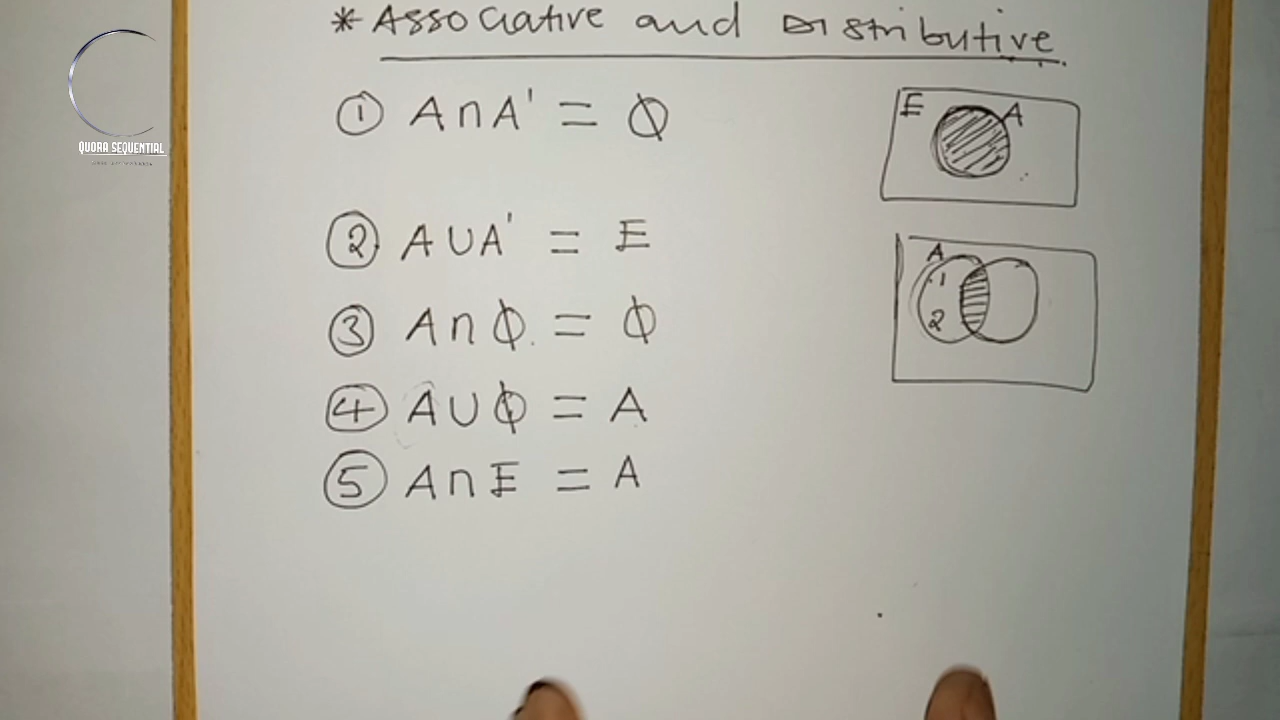 * Associative and Distributive
① A∩A' = ∅
② A∪A' = E
③ A∩∅. = ∅
④ A∪∅ = A
⑤ A∩E = A
E A
A
1
2
QUORA SEQUENTIAL